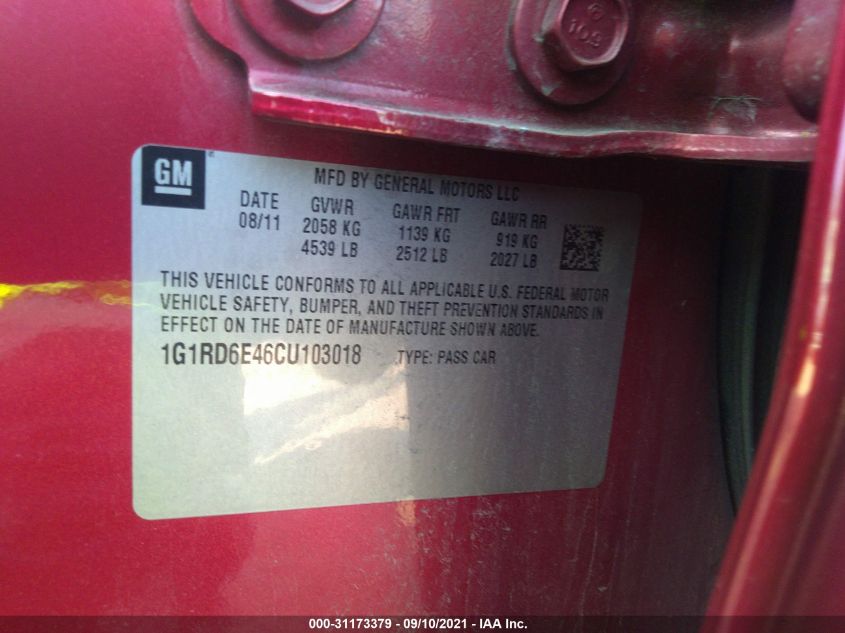 109
GM
MFD BY GENERAL MOTORS LLC
DATE GVWR GAWR FRT GAWR RR
08/11 2058 KG 1139 KG 919 KG
4539 LB 2512 LB 2027 LB
THIS VEHICLE CONFORMS TO ALL APPLICABLE U.S. FEDERAL MOTOR
VEHICLE SAFETY, BUMPER, AND THEFT PREVENTION STANDARDS IN
EFFECT ON THE DATE OF MANUFACTURE SHOWN ABOVE.
1G1RD6E46CU103018 TYPE: PASS CAR
000-31173379 - 09/10/2021 - IAA Inc.